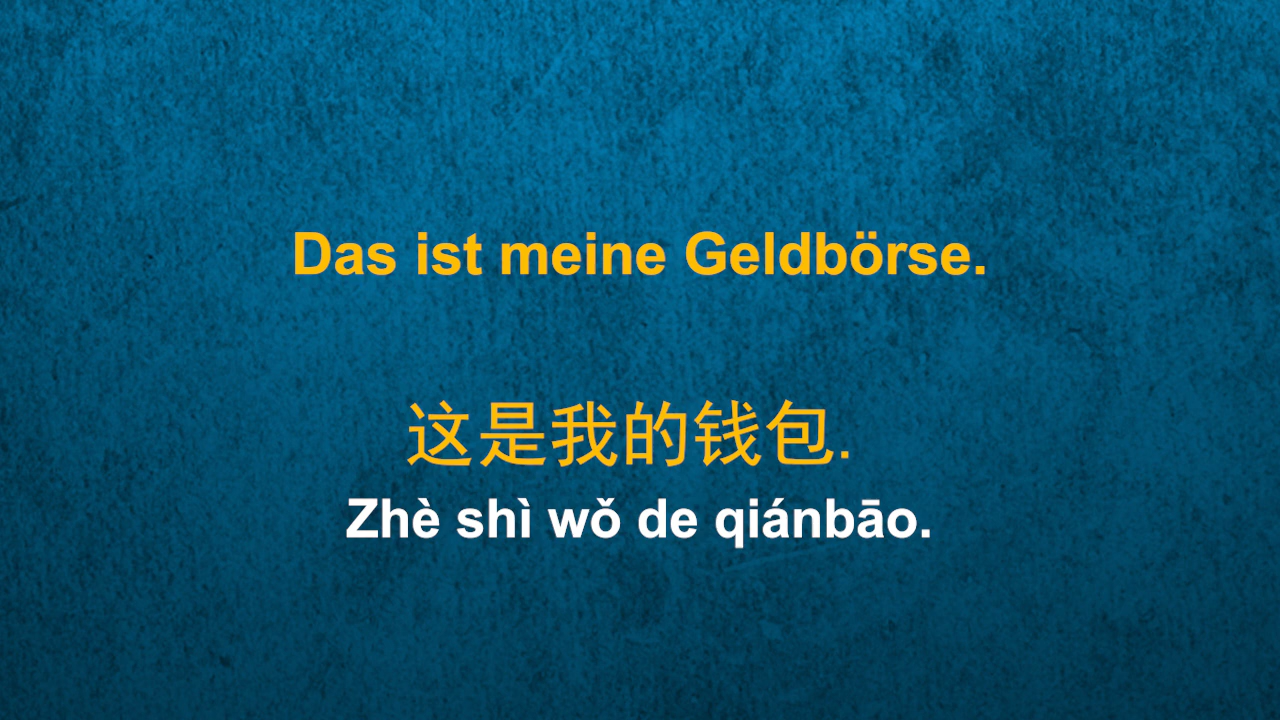 Das ist meine Geldbörse.
这是我的钱包.
Zhè shì wǒ de qiánbāo.